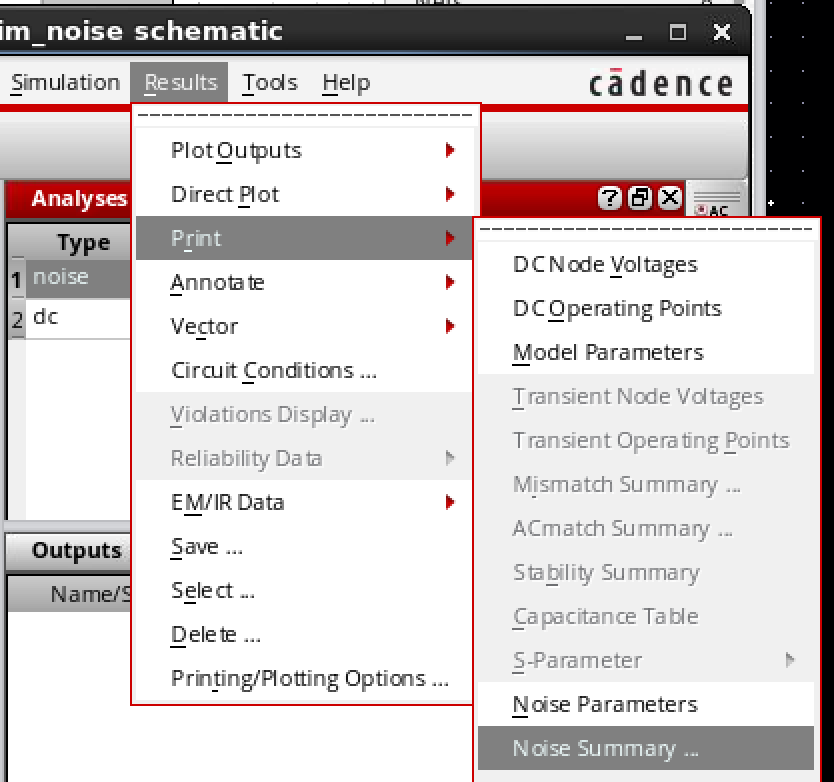 im_noise schematic
Simulation Results Tools Help
cādence
Plot Outputs
Direct Plot
Print
Annotate
Vector
Circuit Conditions ...
Violations Display ...
Reliability Data
EM/IR Data
Save ...
Select ...
Delete ...
Printing/Plotting Options ...
DC Node Voltages
DC Operating Points
Model Parameters
Transient Node Voltages
Transient Operating Points
Mismatch Summary ...
ACmatch Summary ...
Stability Summary
Capacitance Table
S-Parameter
Noise Parameters
Noise Summary ...
Analyses
?
AC
Type
1 noise
2 dc
Outputs
Name/S